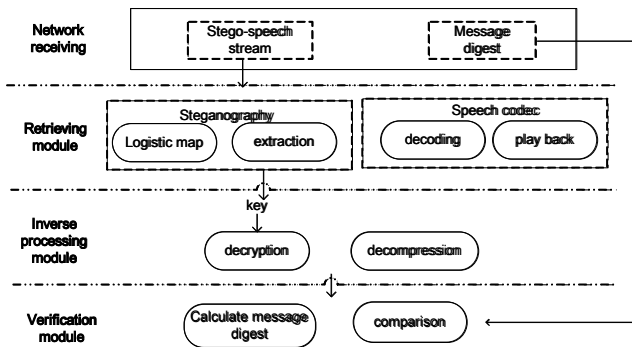 Network
receiving
Stego-speech
stream
Message
digest
Retrieving
module
Steganography
Logistic map
extraction
Speech codec
decoding
play back
key
Inverse
processing
module
decryption
decompression
Verification
module
Calculate message
digest
comparison